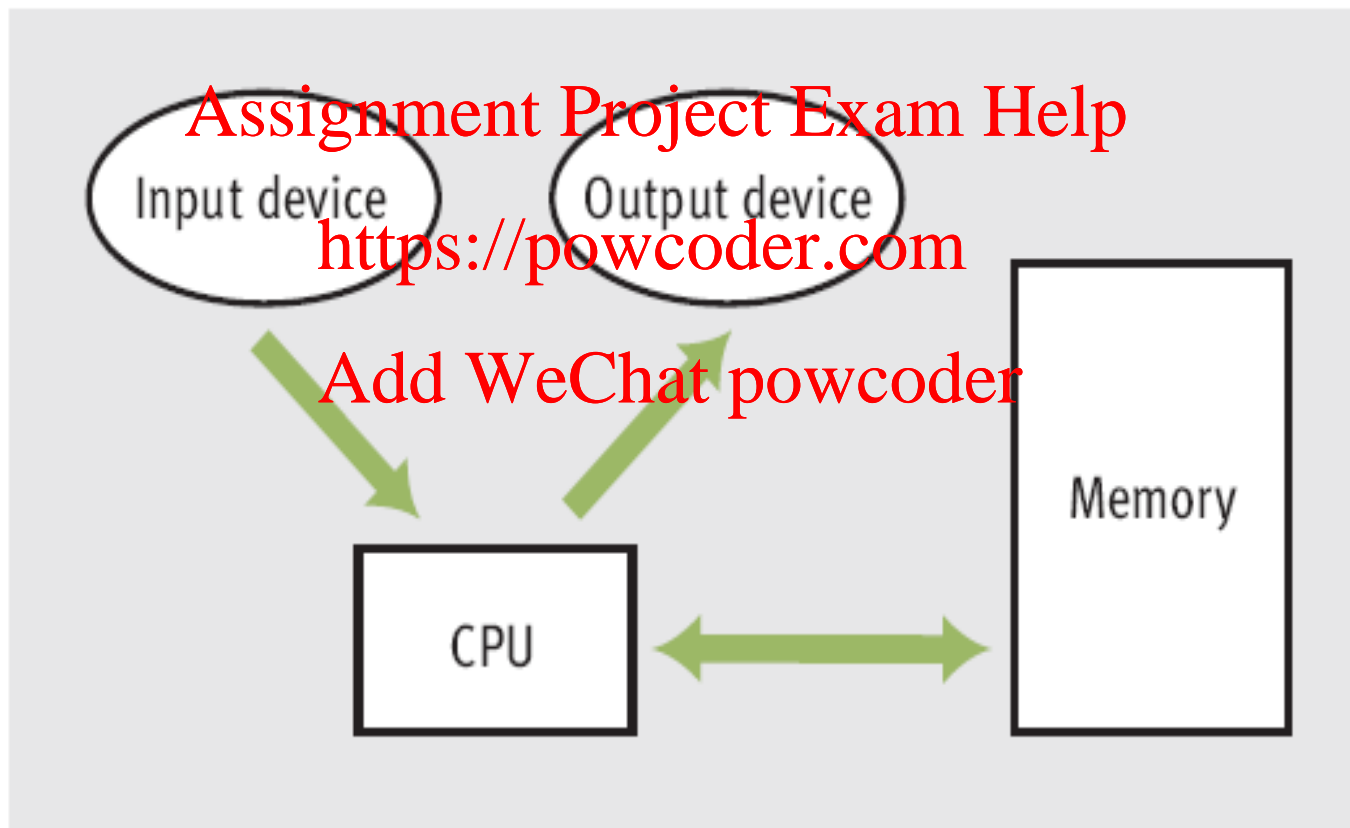 Assignment Project Exam Help
Input device
Output device
https://powcoder.com
Add WeChat powcoder
Memory
CPU